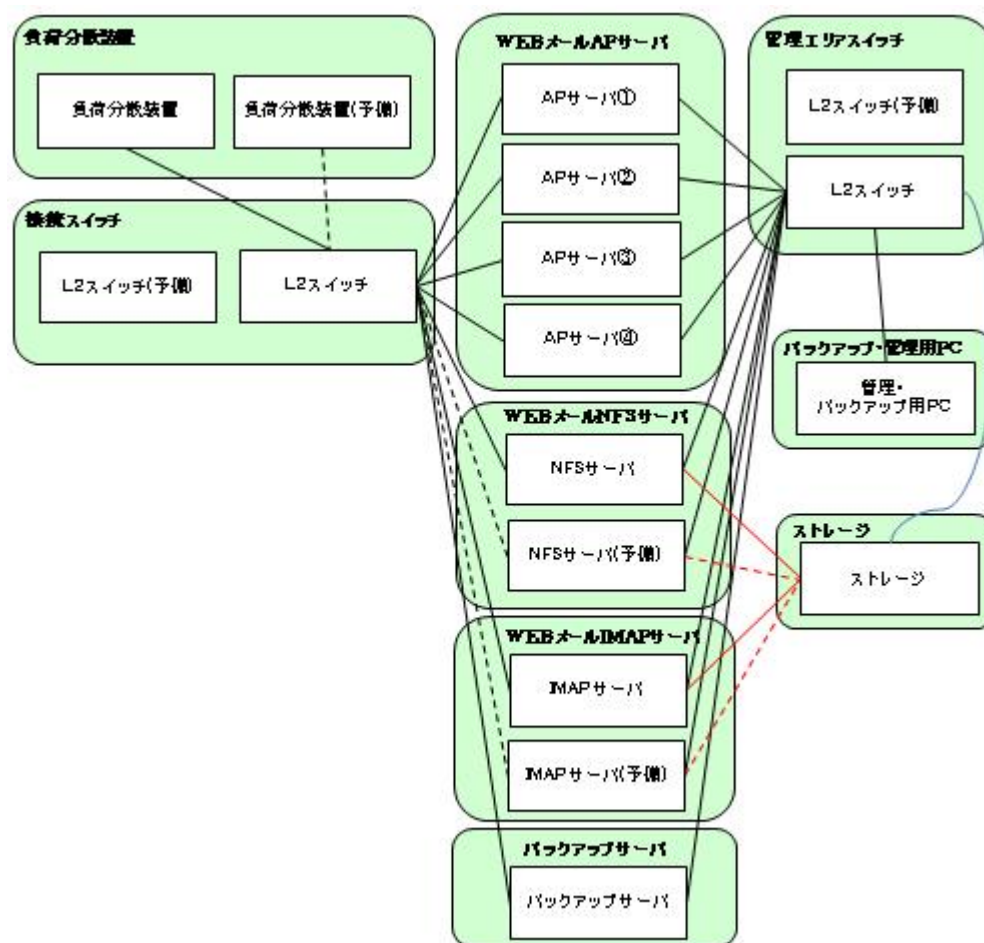 負荷分散装置
負荷分散装置
負荷分散装置(予備)
接続スイッチ
L2スイッチ(予備)
L2スイッチ
WEBメールAPサーバ
APサーバ①
APサーバ②
APサーバ③
APサーバ④
WEBメールNFSサーバ
NFSサーバ
NFSサーバ(予備)
WEBメールIMAPサーバ
IMAPサーバ
IMAPサーバ(予備)
バックアップサーバ
バックアップサーバ
管理エリアスイッチ
L2スイッチ(予備)
L2スイッチ
バックアップ・管理用PC
管理・
バックアップ用PC
ストレージ
ストレージ